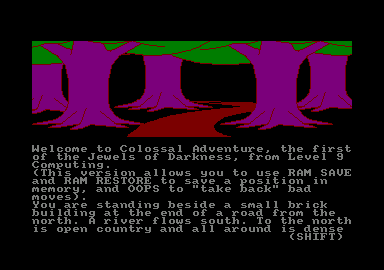 Welcome to Colossal Adventure, the first
of the Jewels of Darkness, from Level 9
Computing.
(This version allows you to use RAM SAVE
and RAM RESTORE to save a position in
memory, and OOPS to "take back" bad
moves).
You are standing beside a small brick
building at the end of a road from the
north. A river flows south. To the north
is open country and all around is dense
(SHIFT)